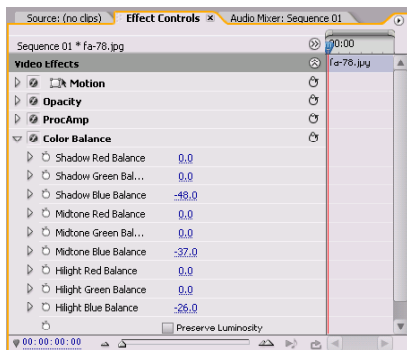 Source: (no clips) Effect Controls × Audio Mixer: Sequence 01
Sequence 01 * fa-78.jpg 00:00
Video Effects fa-78.jpg
Motion
Opacity
ProcAmp
Color Balance
Shadow Red Balance 0.0
Shadow Green Bal... 0.0
Shadow Blue Balance -48.0
Midtone Red Balance 0.0
Midtone Green Bal... 0.0
Midtone Blue Balance -37.0
Hilight Red Balance 0.0
Hilight Green Balance 0.0
Hilight Blue Balance -26.0
Preserve Luminosity
00:00:00:00